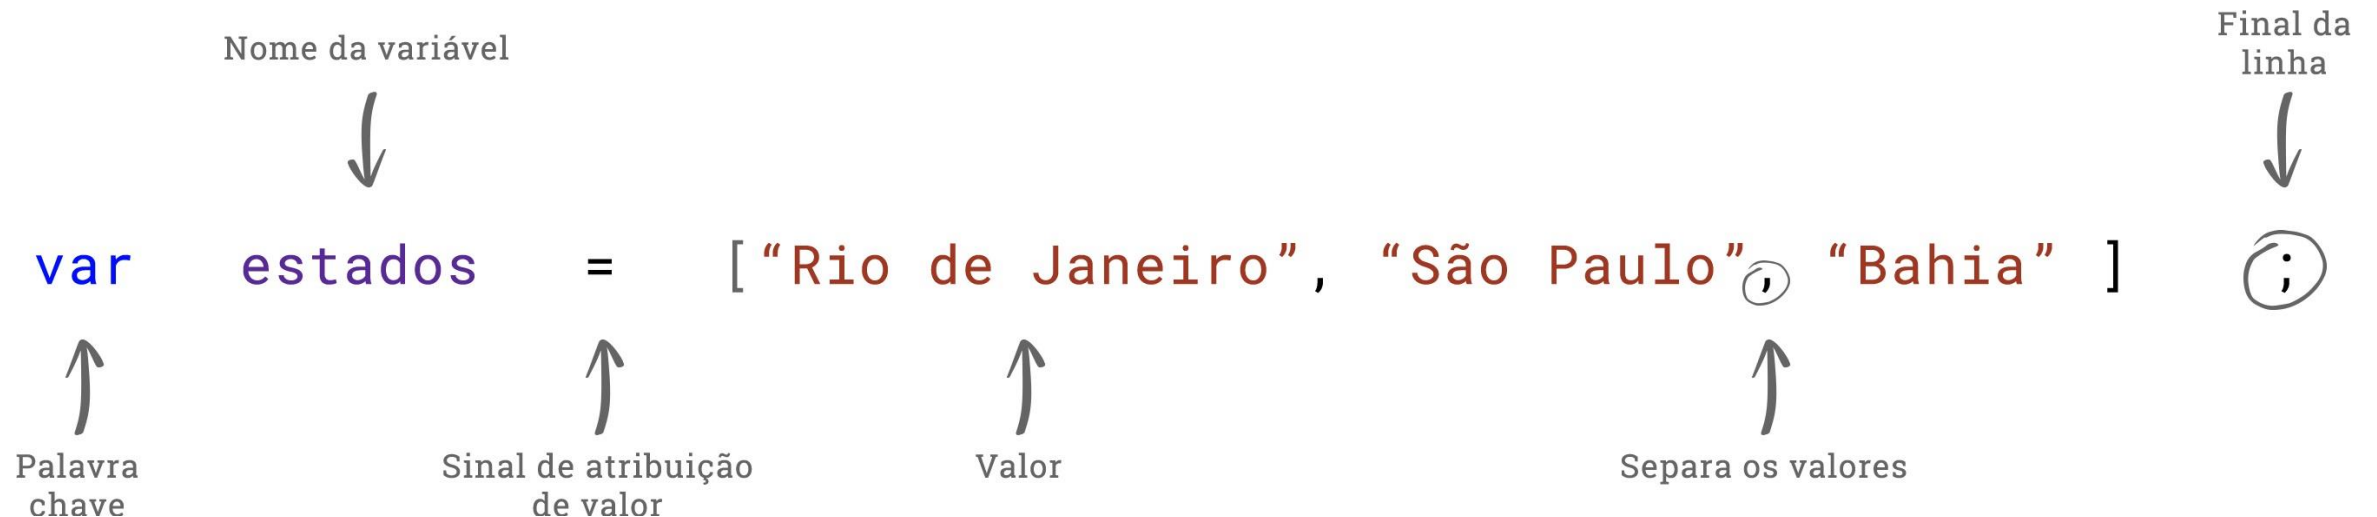 Nome da variável
Final da
linha
var estados = [“Rio de Janeiro”, “São Paulo”, “Bahia” ] ;
Palavra
chave
Sinal de atribuição
de valor
Valor
Separa os valores